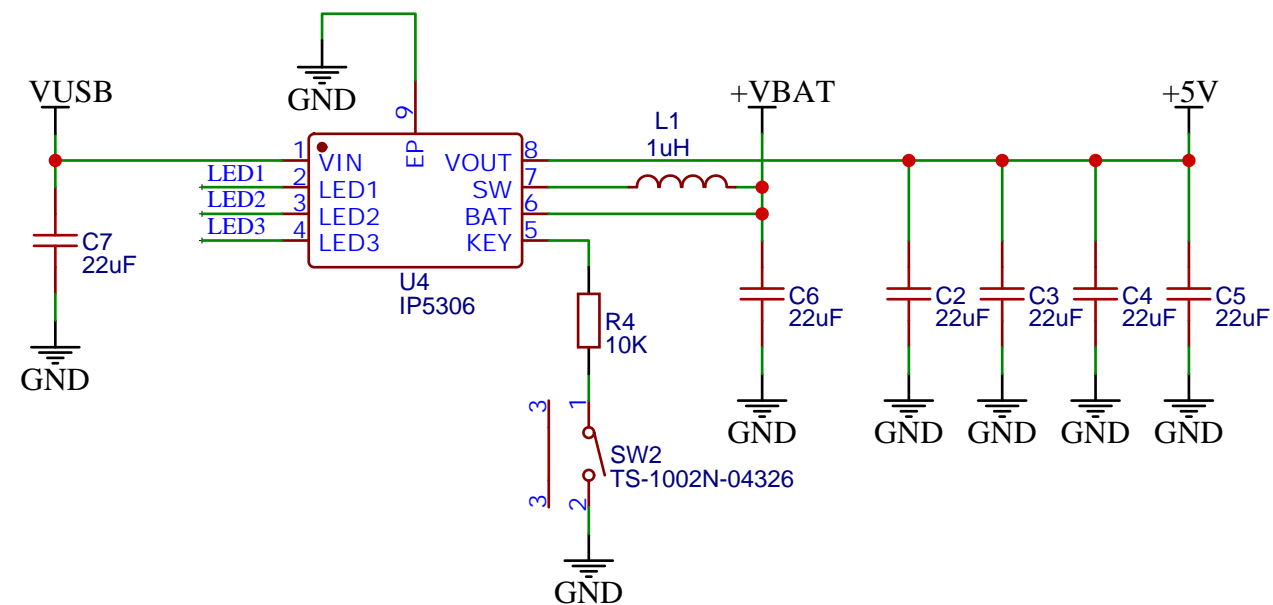 GND
VUSB
+VBAT
+5V
9
EP
L1
1uH
1
VIN
VOUT
8
LED1
2
LED1
SW
7
LED2
3
LED2
BAT
6
LED3
4
LED3
KEY
5
C7
22uF
U4
IP5306
GND
R4
10K
C6
22uF
C2
22uF
C3
22uF
C4
22uF
C5
22uF
GND
GND
GND
GND
GND
3
1
SW2
TS-1002N-04326
3
2
GND